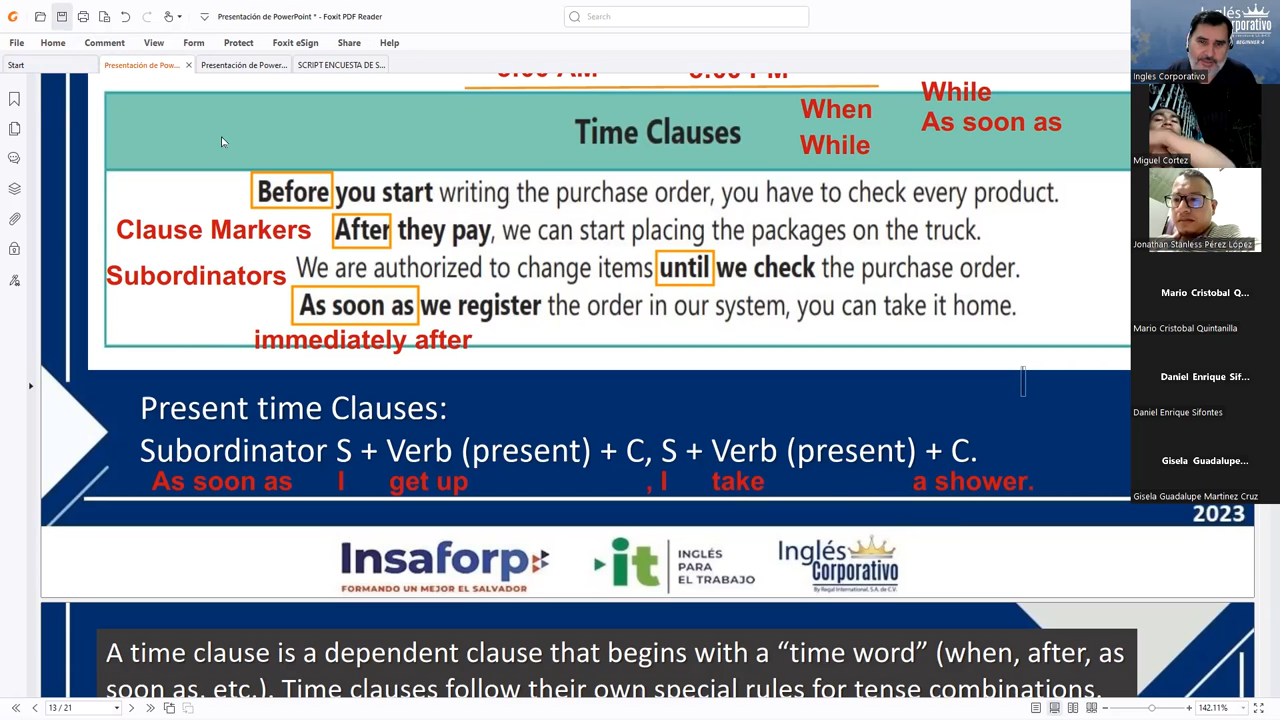 Presentación de PowerPoint * - Foxit PDF Reader
Search
File Home Comment View Form Protect Foxit eSign Share Help
Start Presentación de Pow... Presentación de Power... SCRIPT ENCUESTA DE S...
Time Clauses
When
While
While
As soon as
Before you start writing the purchase order, you have to check every product.
Clause Markers
After they pay, we can start placing the packages on the truck.
Subordinators
We are authorized to change items until we check the purchase order.
As soon as we register the order in our system, you can take it home.
immediately after
Present time Clauses:
Subordinator S + Verb (present) + C, S + Verb (present) + C.
As soon as I get up , I take a shower.
2023
Insaforp
FORMANDO UN MEJOR EL SALVADOR
it
INGLÉS
PARA
EL TRABAJO
Inglés
Corporativo
By Regal International, S.A. de C.V.
A time clause is a dependent clause that begins with a “time word” (when, after, as
soon as, etc.). Time clauses follow their own special rules for tense combinations.
13 / 21
142.11%
Inglés
Corporativo
BEGINNER 4
Ingles Corporativo
Miguel Cortez
Jonathan Stanless Pérez López
Mario Cristobal Q...
Mario Cristobal Quintanilla
Daniel Enrique Sif...
Daniel Enrique Sifontes
Gisela Guadalupe...
Gisela Guadalupe Martinez Cruz